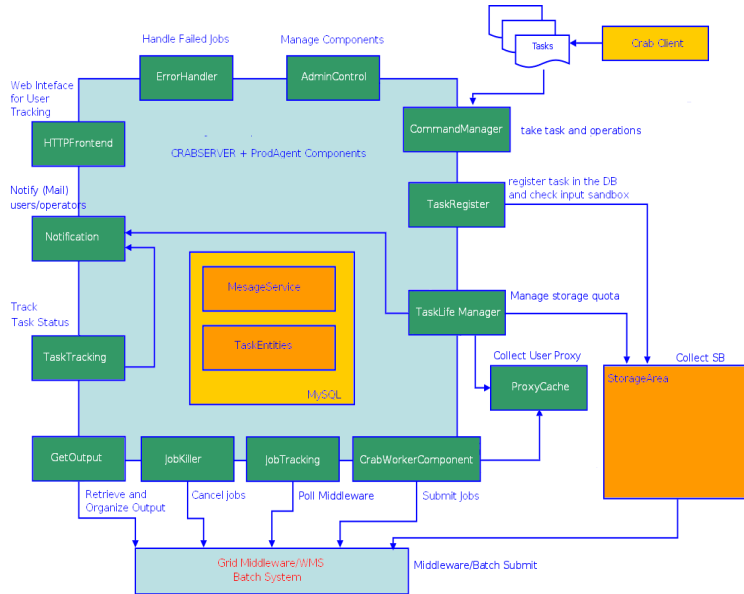 Handle Failed Jobs
Manage Components
Tasks
Crab Client
ErrorHandler
AdminControl
Web Inteface
for User
Tracking
HTTPFrontend
CommandManager
take task and operations
CRABSERVER + ProdAgent Components
register task in the DB
and check input sandbox
TaskRegister
Notify (Mail)
users/operators
Notification
MesageService
TaskEntities
MySQL
TaskLife Manager
Manage storage quota
Track
Task Status
TaskTracking
Collect User Proxy
ProxyCache
Collect SB
StorageArea
GetOutput
JobKiller
JobTracking
CrabWorkerComponent
Retrieve and
Organize Output
Cancel jobs
Poll Middleware
Submit Jobs
Grid Middleware/WMS
Batch System
Middleware/Batch Submit